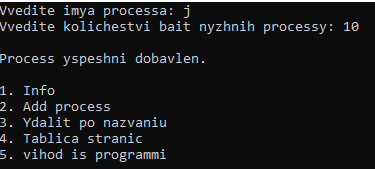 Vvedite imya processa: j
Vvedite kolichestvi bait nyzhnih processy: 10
Process yspeshni dobavlen.
1. Info
2. Add process
3. Ydalit po nazvaniu
4. Tablica stranic
5. vihod is programmi